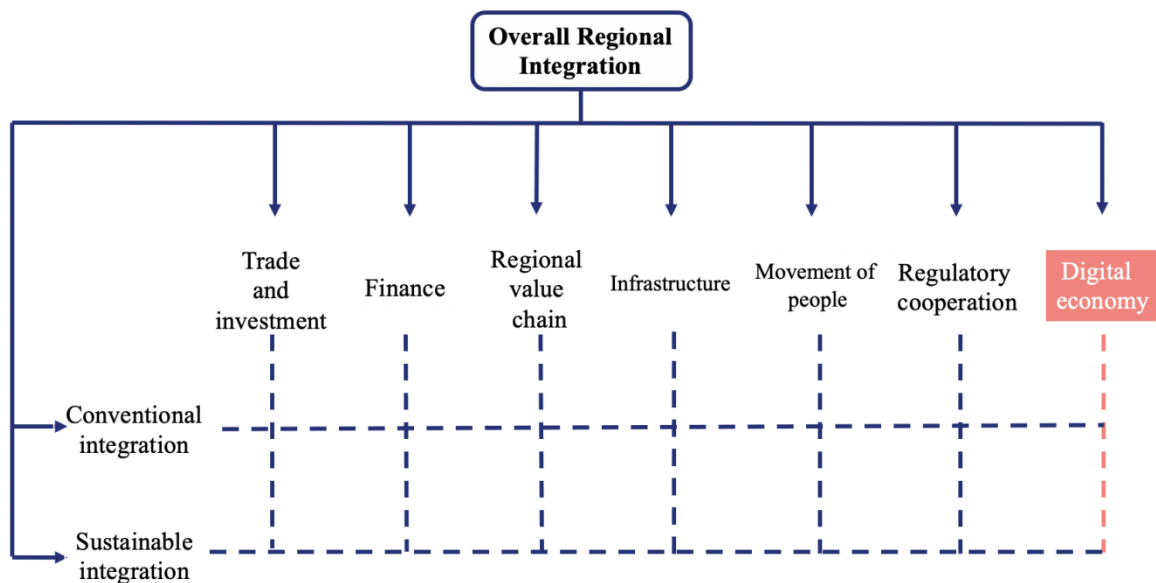 Overall Regional
Integration
Trade
and
investment
Finance
Regional
value
chain
Infrastructure
Movement of
people
Regulatory
cooperation
Digital
economy
Conventional
integration
Sustainable
integration